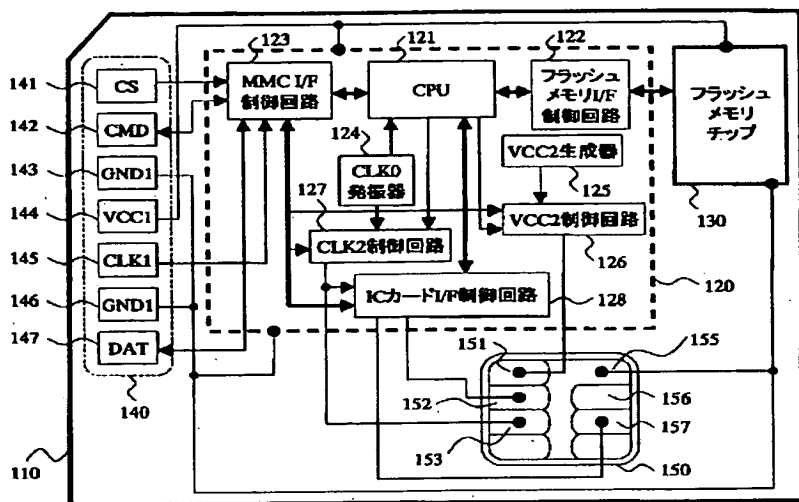 123
121
122
141
CS
MMC I/F
制御回路
CPU
フラッシュ
メモリI/F
制御回路
フラッシュ
メモリ
チップ
142
CMD
124
143
GND1
CLK0
発振器
VCC2生成器
127
125
130
144
VCC1
CLK2制御回路
VCC2制御回路
145
CLK1
126
120
146
GND1
ICカードI/F制御回路
128
147
DAT
151
155
140
152
156
153
157
110
150